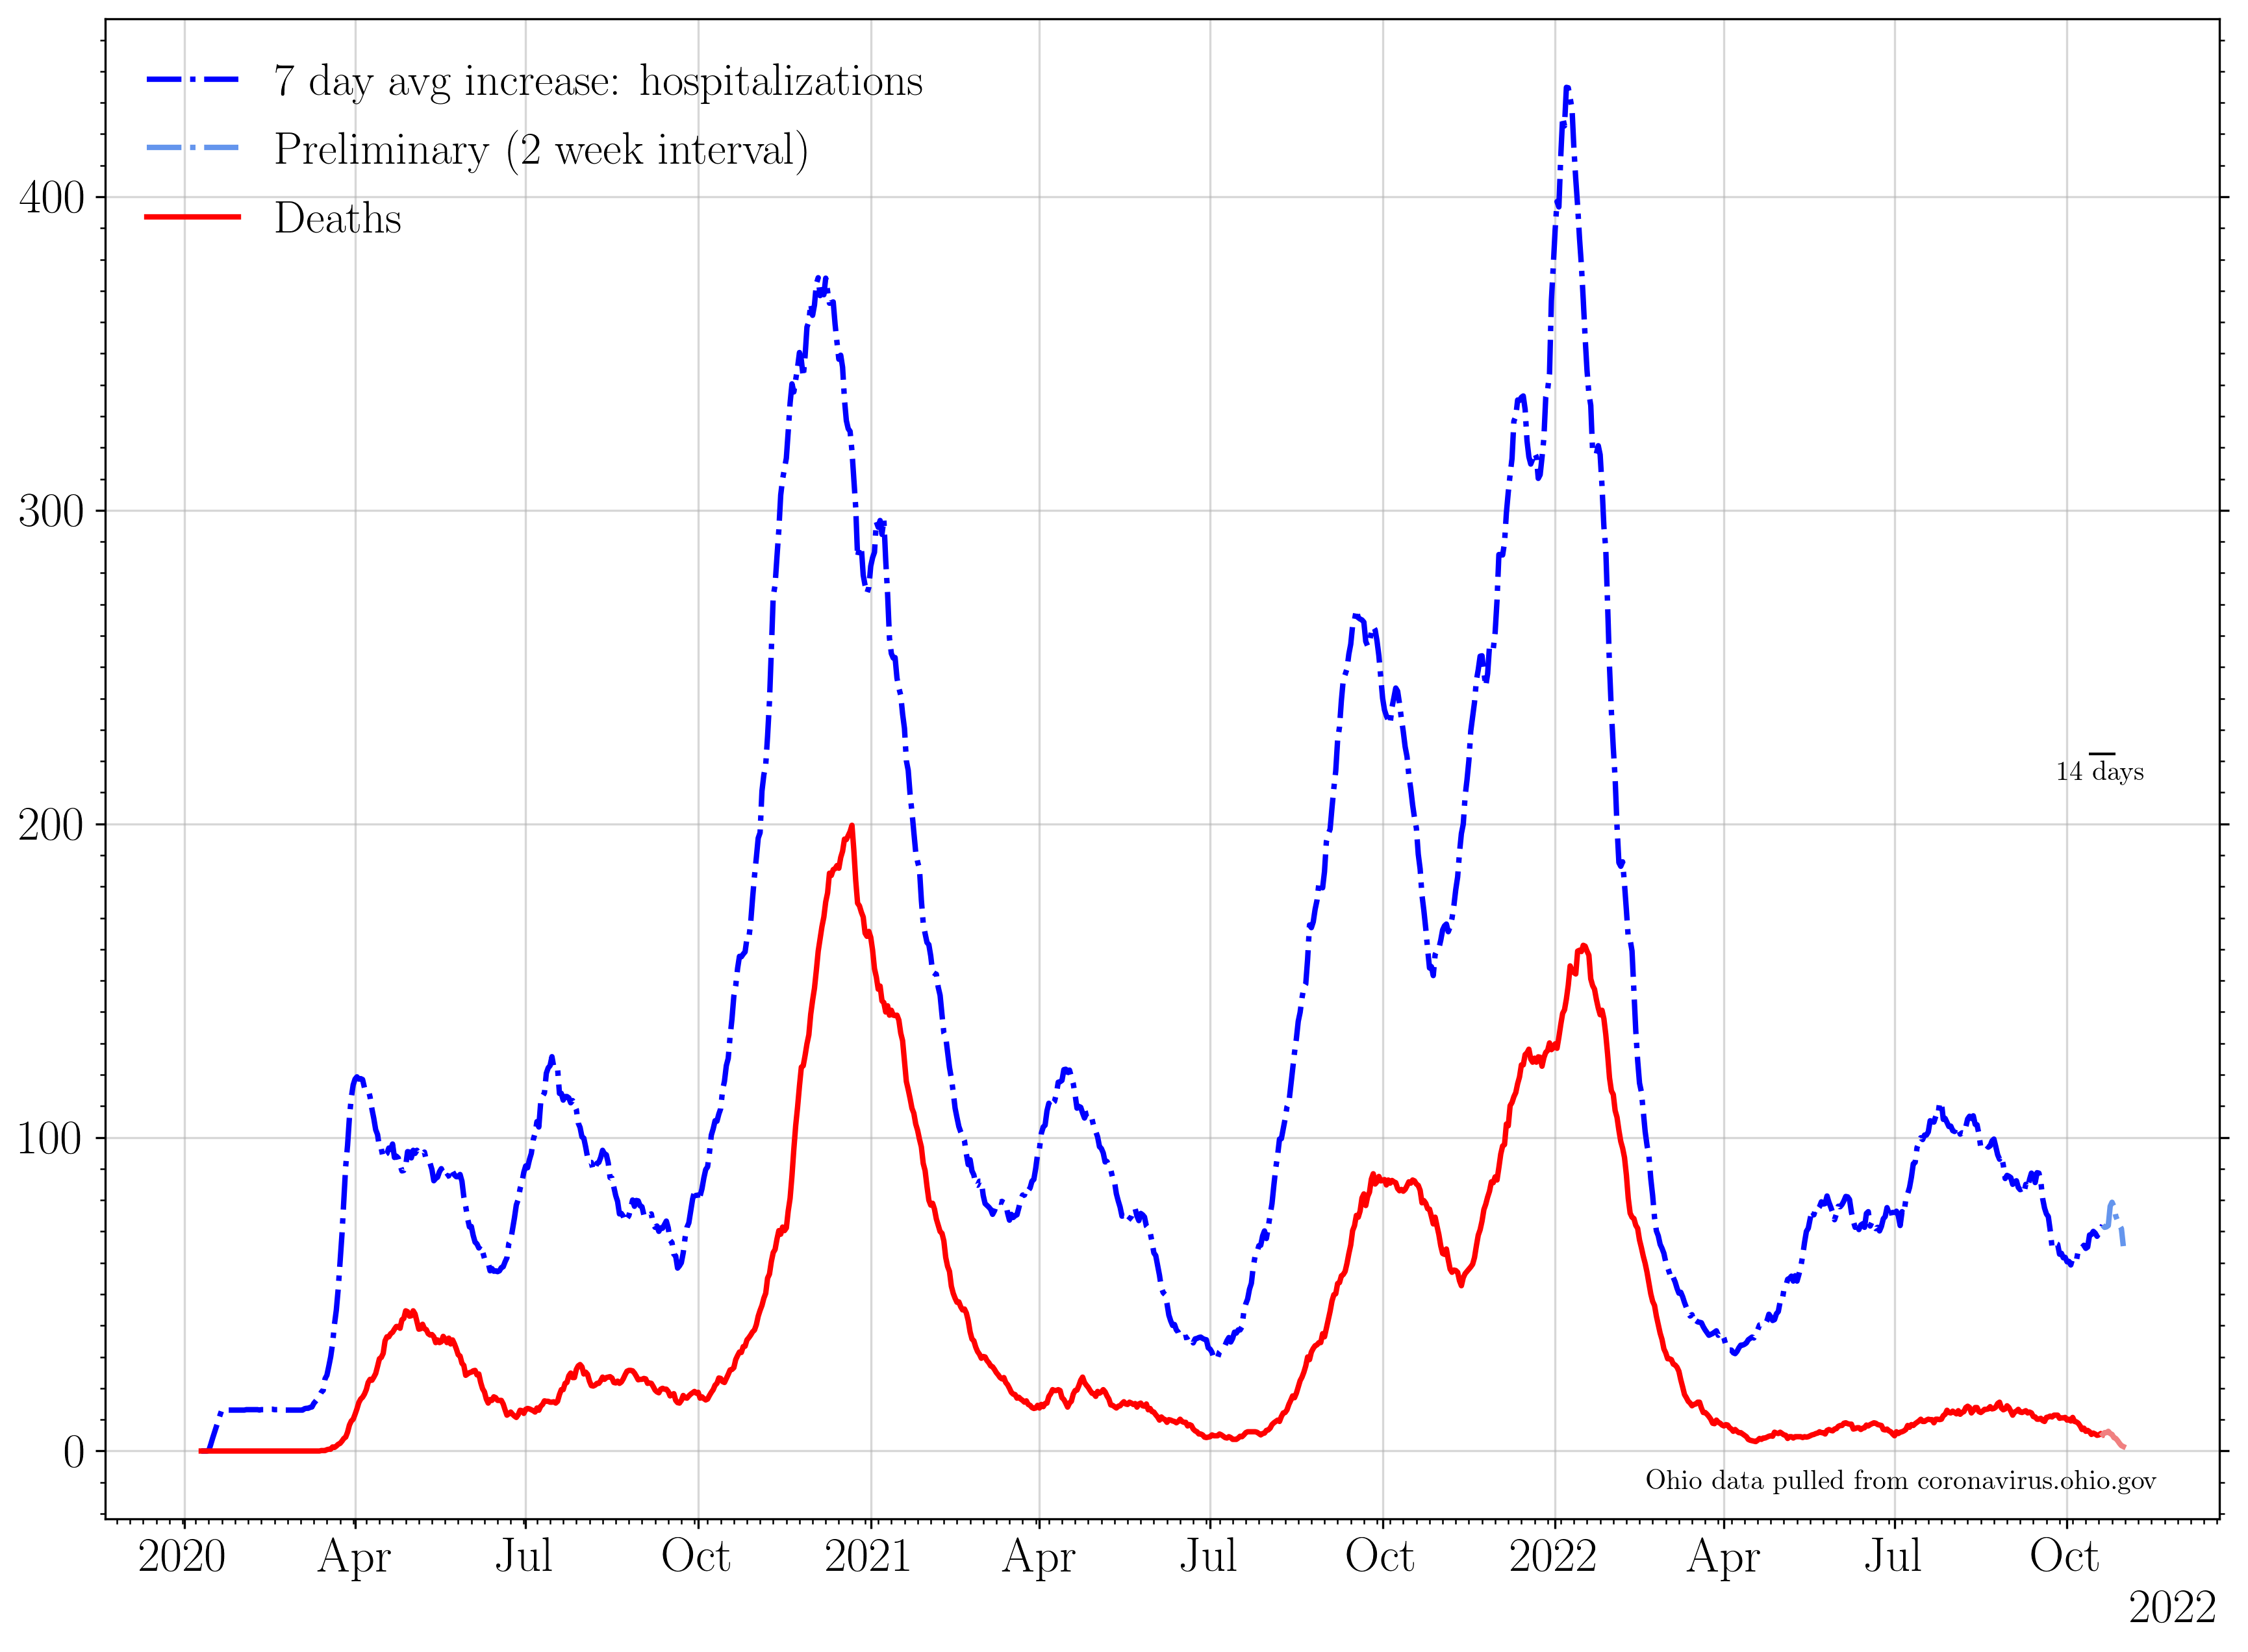 7 day avg increase: hospitalizations
Preliminary (2 week interval)
Deaths
400
300
200
100
0
14 days
Ohio data pulled from coronavirus.ohio.gov
2020 Apr Jul Oct 2021 Apr Jul Oct 2022 Apr Jul Oct
2022